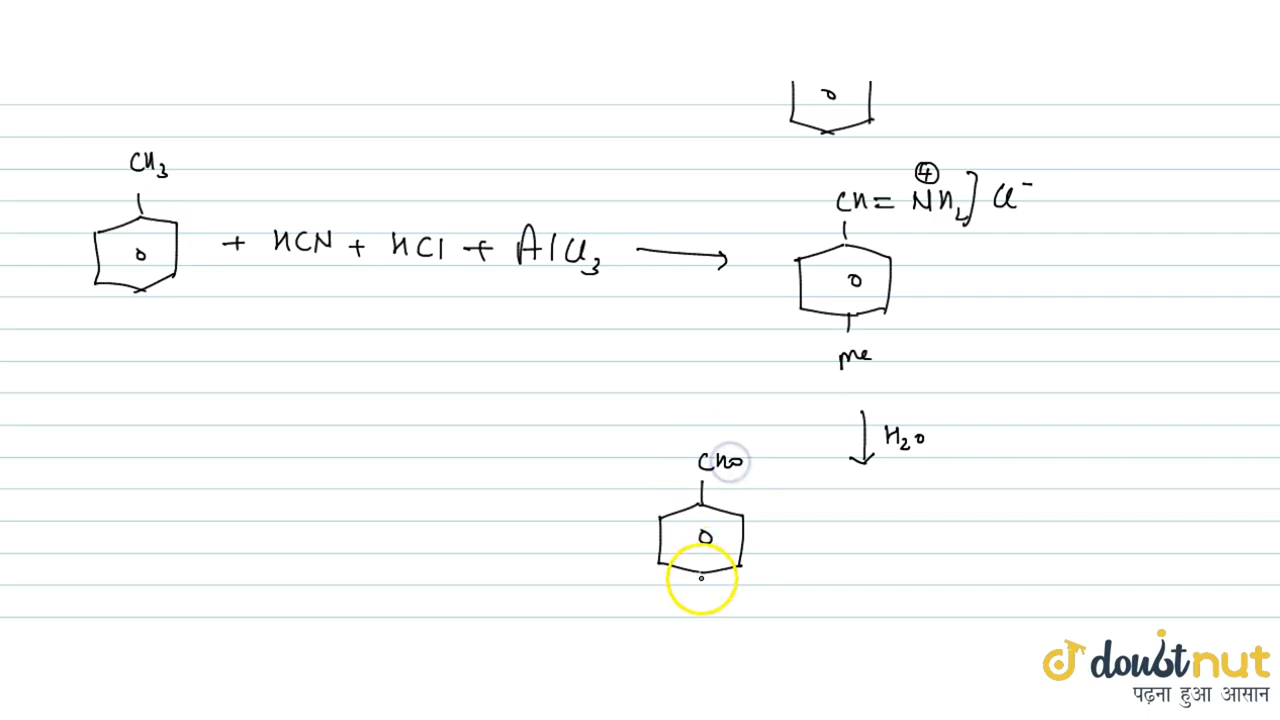 CH3
+ HCN + HCl + AlCl3
CH = NH2] Cl-
⊕
Me
H2O
CHO
doubtnut
पढ़ना हुआ आसान